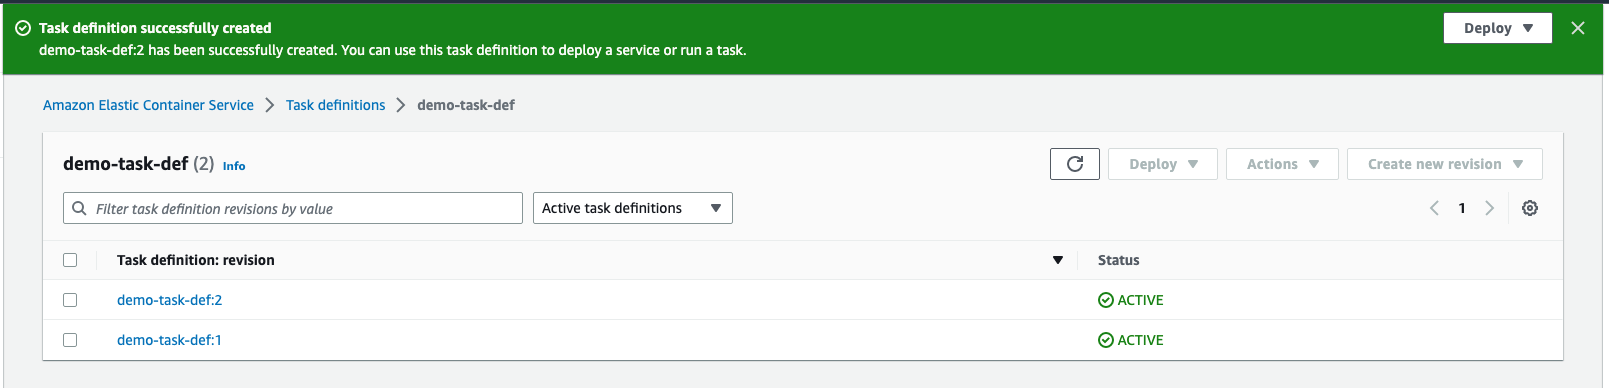 Task definition successfully created
demo-task-def:2 has been successfully created. You can use this task definition to deploy a service or run a task.
Deploy
Amazon Elastic Container Service > Task definitions > demo-task-def
demo-task-def (2) Info
Deploy Actions Create new revision
Filter task definition revisions by value Active task definitions 1
Task definition: revision Status
demo-task-def:2 ACTIVE
demo-task-def:1 ACTIVE